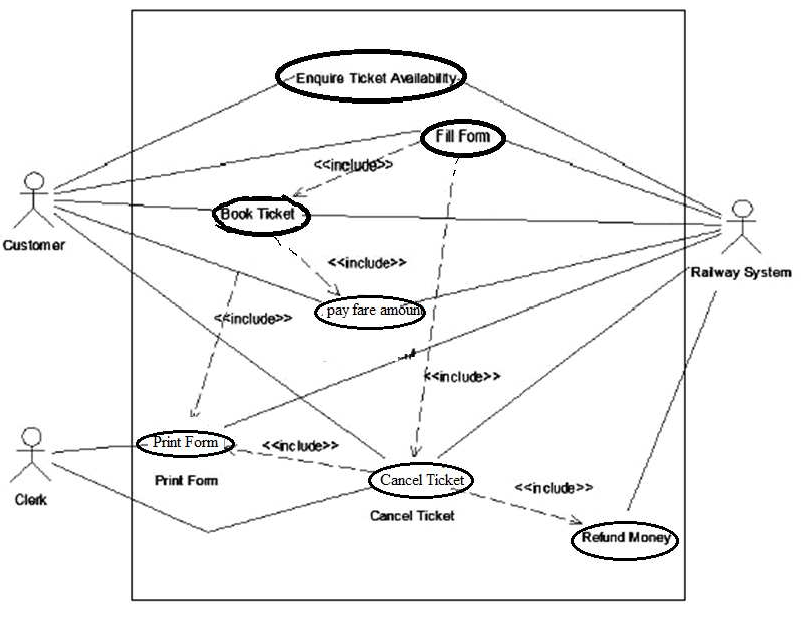 Enquire Ticket Availability
Fill Form
<<include>>
Book Ticket
Customer
<<include>>
Railway System
pay fare amount
<<include>>
<<include>>
Print Form
<<include>>
Print Form
Cancel Ticket
<<include>>
Clerk
Cancel Ticket
Refund Money